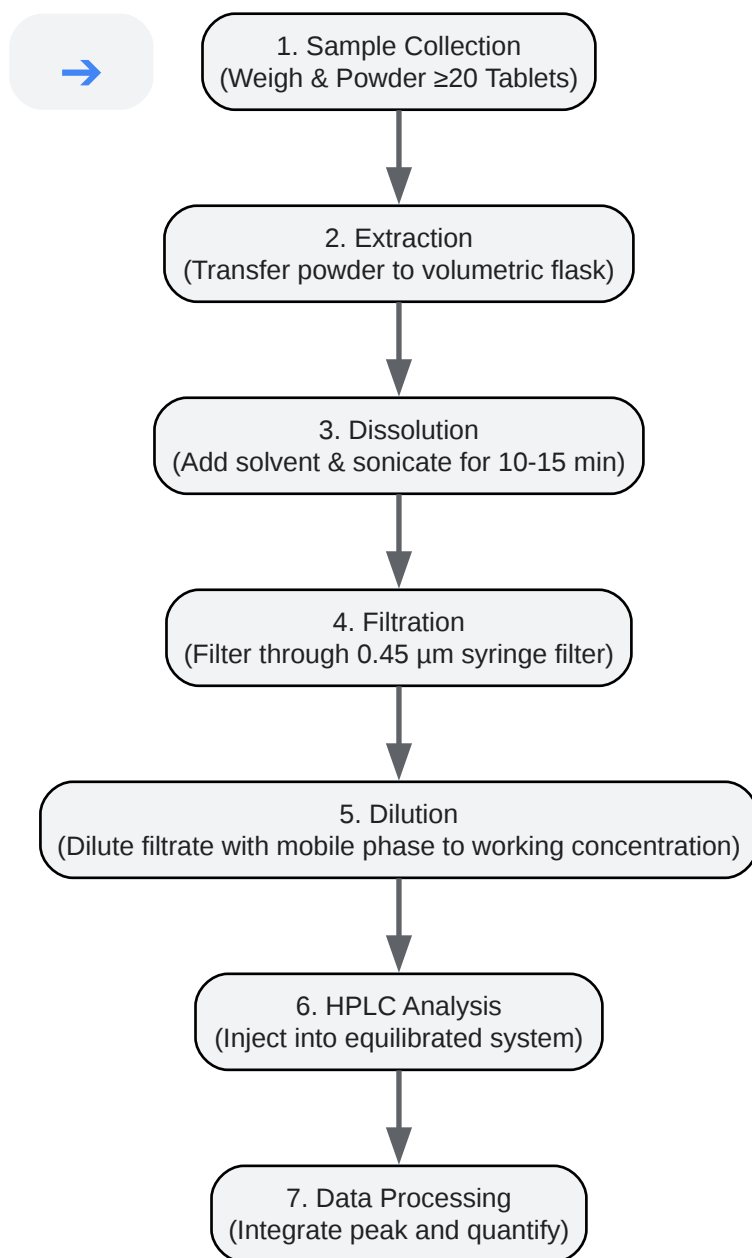 1. Sample Collection
(Weigh & Powder ≥20 Tablets)
2. Extraction
(Transfer powder to volumetric flask)
3. Dissolution
(Add solvent & sonicate for 10-15 min)
4. Filtration
(Filter through 0.45 µm syringe filter)
5. Dilution
(Dilute filtrate with mobile phase to working concentration)
6. HPLC Analysis
(Inject into equilibrated system)
7. Data Processing
(Integrate peak and quantify)